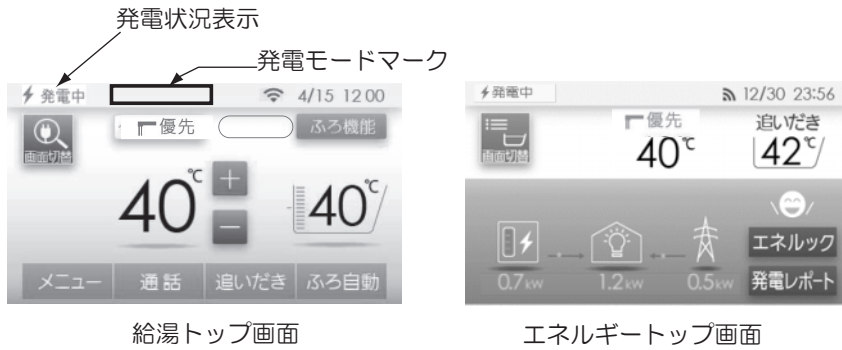 発電状況表示
発電モードマーク
発電中
4/15 12 00
画面切替
優先
ふろ機能
40℃
+
−
40℃
メニュー
通話
追いだき
ふろ自動
給湯トップ画面
発電中
12/30 23:56
画面切替
優先
40℃
追いだき
42℃
エネルック
0.7kw
1.2kw
0.5kw
発電レポート
エネルギートップ画面